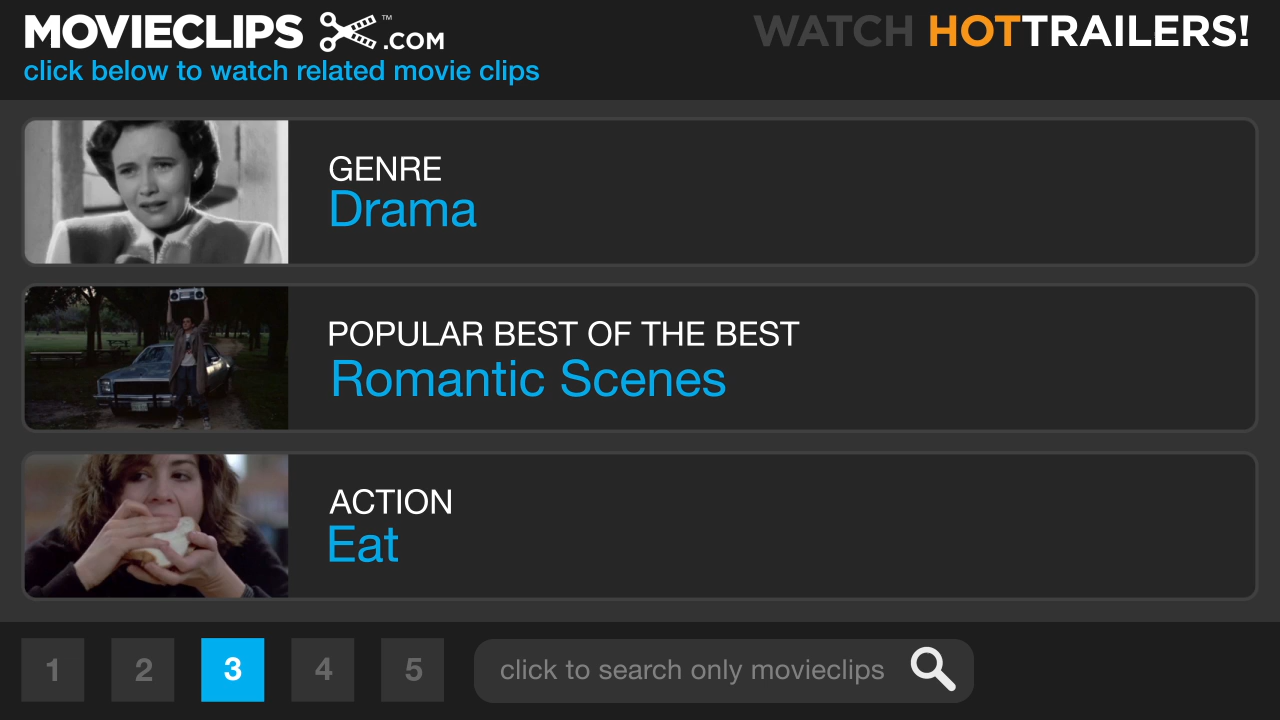 MOVIECLIPS ™ .COM
WATCH HOTTRAILERS!
click below to watch related movie clips
GENRE
Drama
POPULAR BEST OF THE BEST
Romantic Scenes
ACTION
Eat
1 2 3 4 5
click to search only movieclips